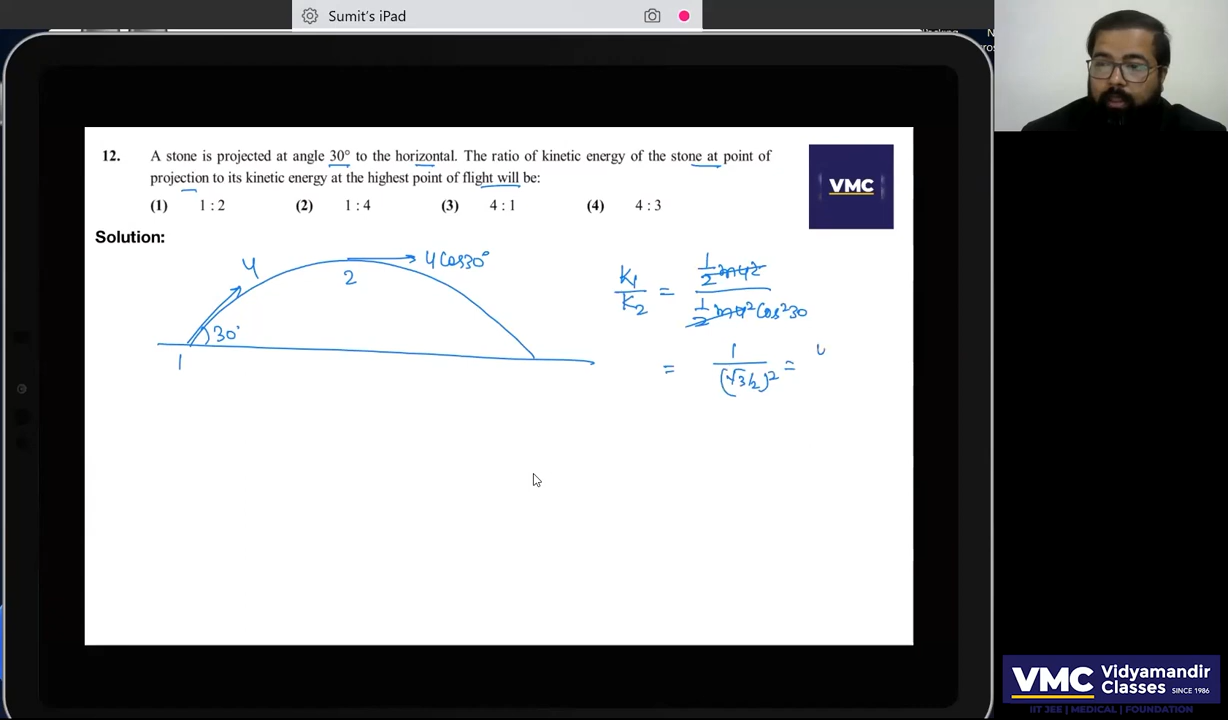 Sumit's iPad
12. A stone is projected at angle 30° to the horizontal. The ratio of kinetic energy of the stone at point of
projection to its kinetic energy at the highest point of flight will be:
(1) 1 : 2 (2) 1 : 4 (3) 4 : 1 (4) 4 : 3
VMC
Solution:
u
2
u cos30°
30°
1
K1/K2 = ½mu² / ½mu²cos²30
= 1/(√3/2)² =
VMC Vidyamandir
Classes SINCE 1986
IIT JEE | MEDICAL | FOUNDATION